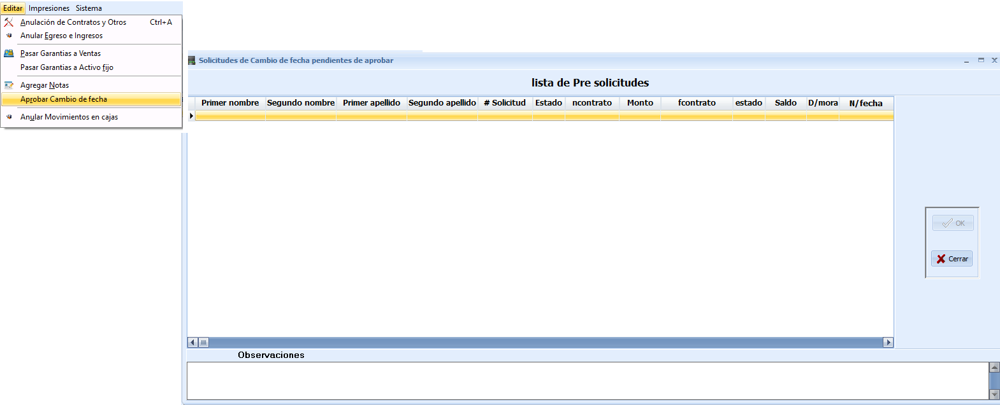 Editar Impresiones Sistema
Anulación de Contratos y Otros Ctrl+A
Anular Egreso e Ingresos
Pasar Garantias a Ventas
Pasar Garantias a Activo fijo
Agregar Notas
Aprobar Cambio de fecha
Anular Movimientos en cajas
Solicitudes de Cambio de fecha pendientes de aprobar
lista de Pre solicitudes
Primer nombre Segundo nombre Primer apellido Segundo apellido # Solicitud Estado ncontrato Monto fcontrato estado Saldo D/mora N/fecha
OK
Cerrar
Observaciones